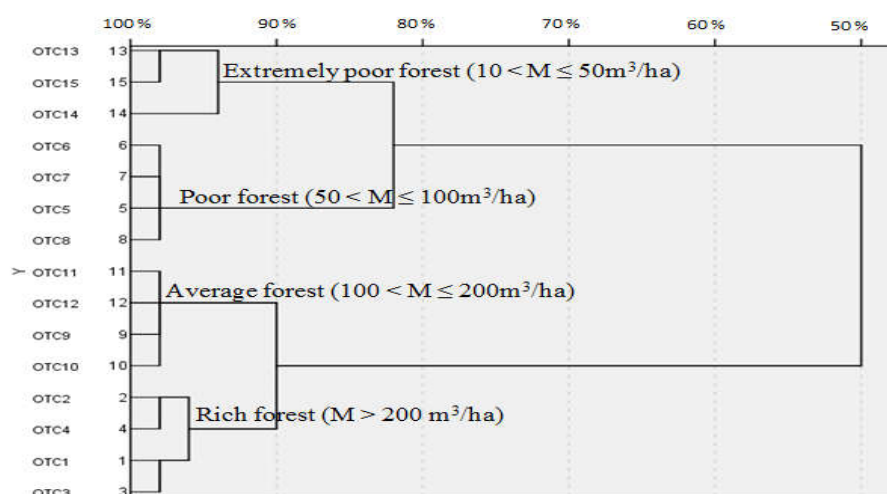 100% 90% 80% 70% 60% 50%
OTC13 13
Extremely poor forest (10 < M ≤ 50m³/ha)
OTC15 15
OTC14 14
OTC6 6
OTC7 7
Poor forest (50 < M ≤ 100m³/ha)
OTC5 5
OTC8 8
Y OTC11 11
Average forest (100 < M ≤ 200m³/ha)
OTC12 12
OTC9 9
OTC10 10
OTC2 2
Rich forest (M > 200 m³/ha)
OTC4 4
OTC1 1
OTC3 3